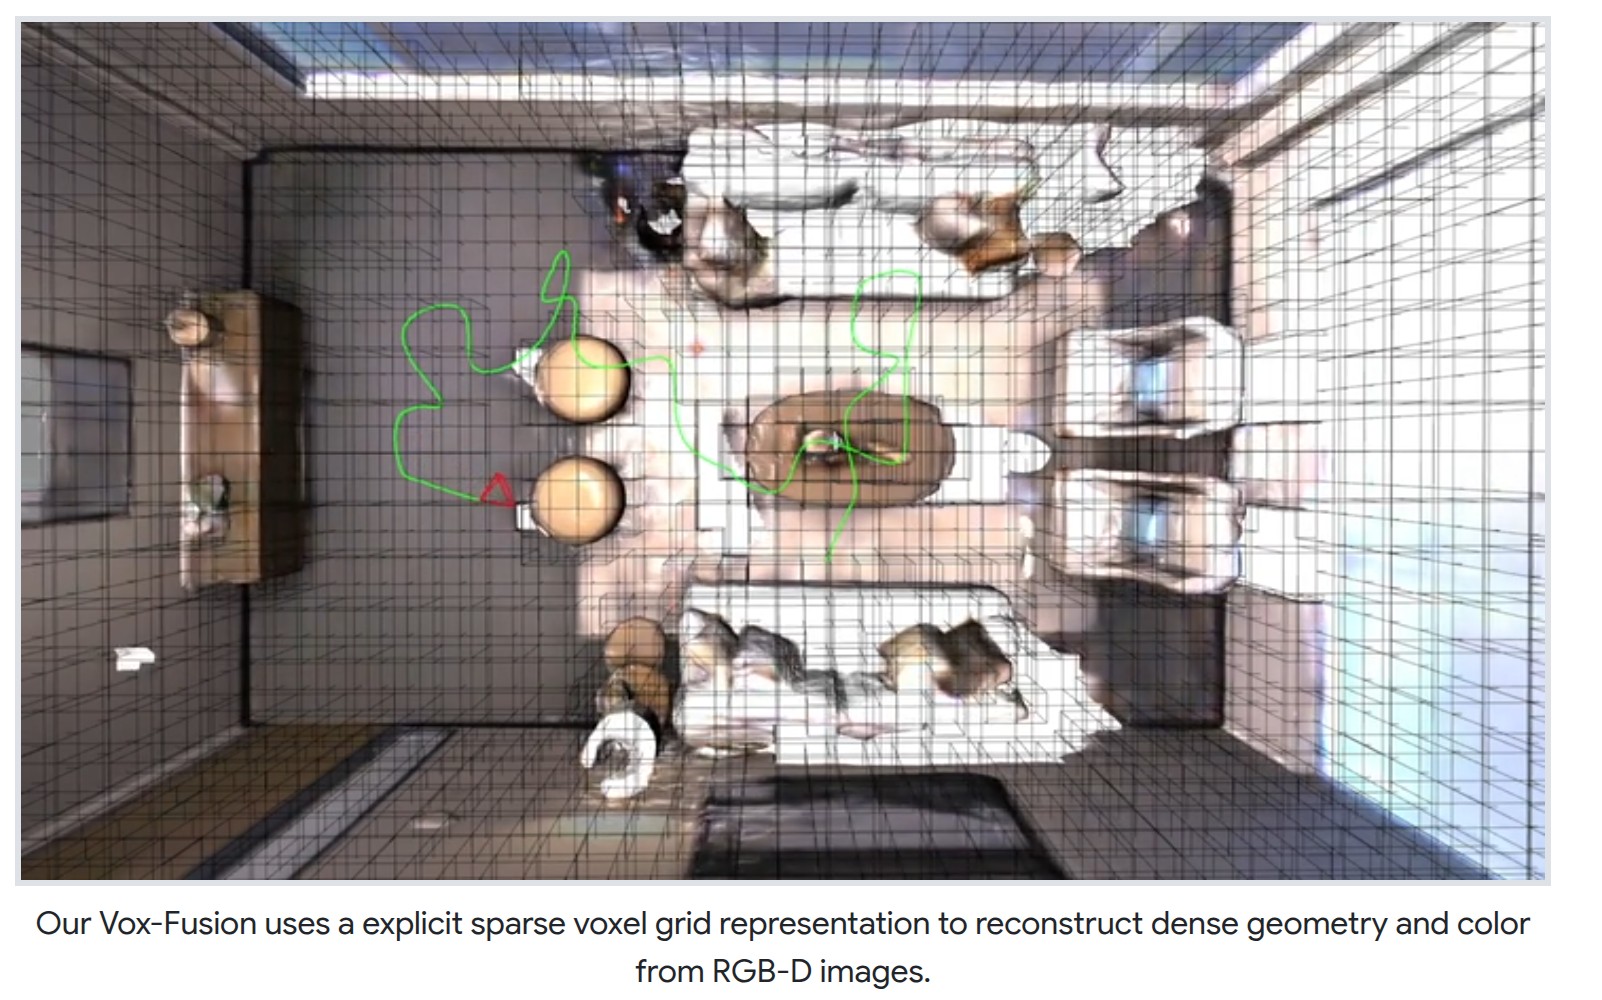 Our Vox-Fusion uses a explicit sparse voxel grid representation to reconstruct dense geometry and color
from RGB-D images.